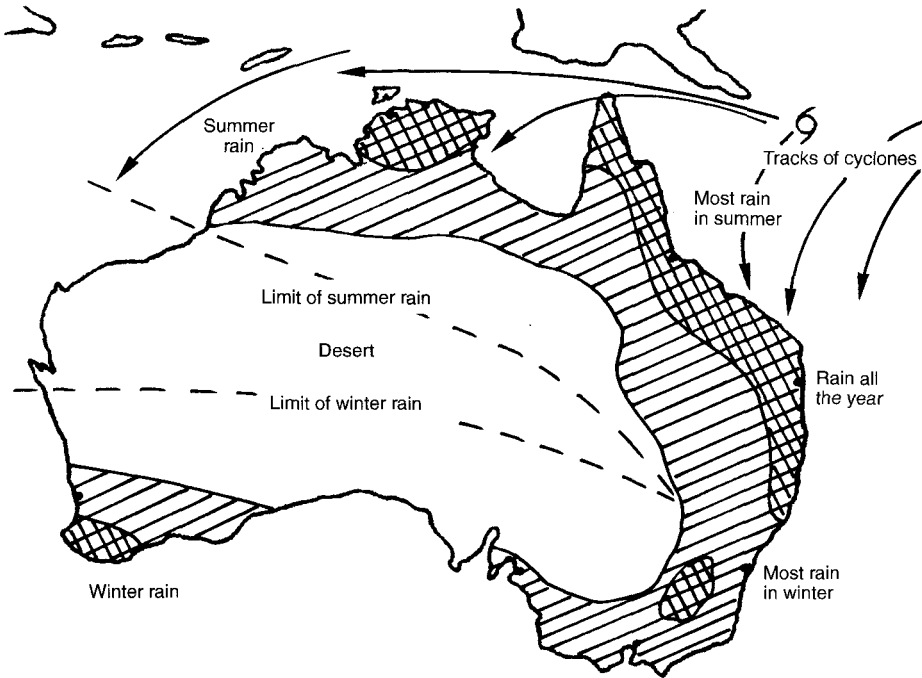 Summer
rain
Tracks of cyclones
Most rain
in summer
Limit of summer rain
Desert
Limit of winter rain
Rain all
the year
Winter rain
Most rain
in winter